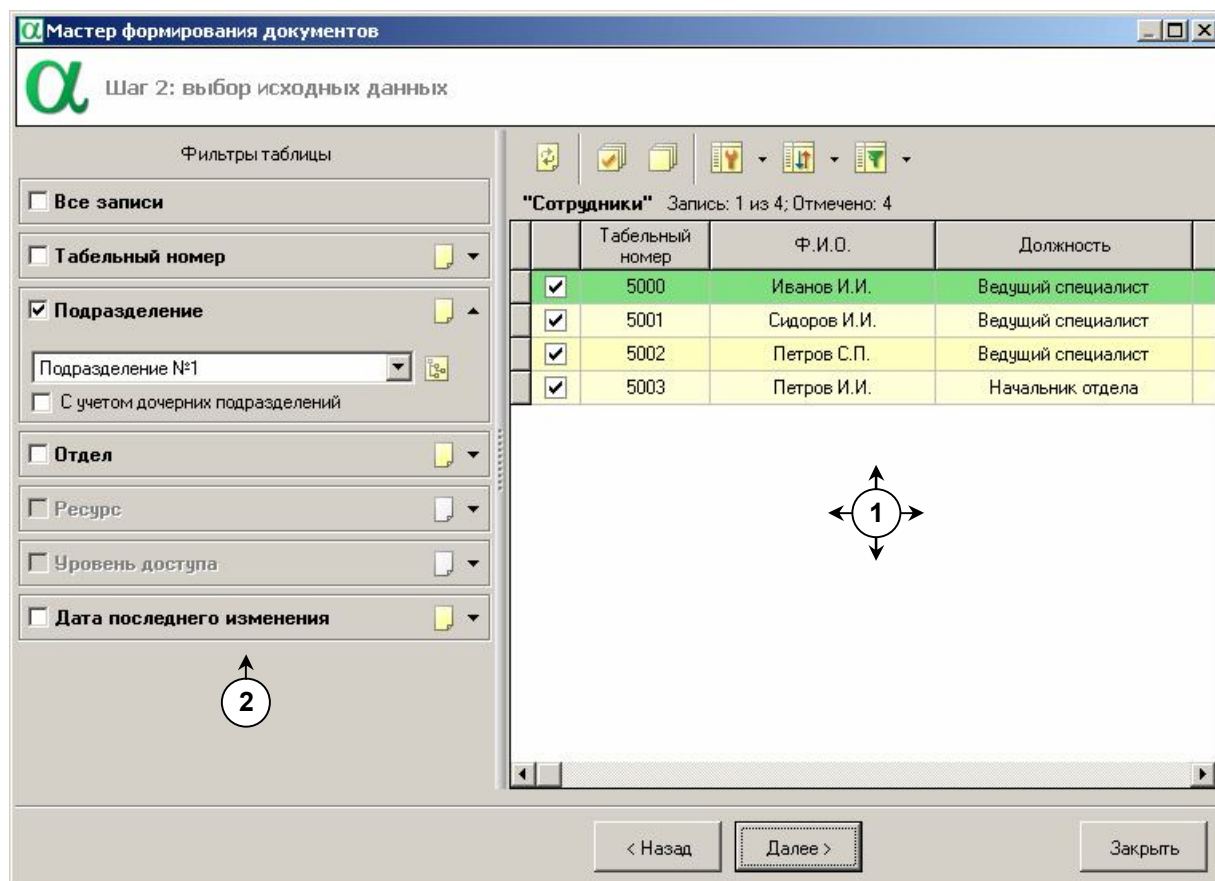 Мастер формирования документов
Шаг 2: выбор исходных данных
Фильтры таблицы
Все записи
Табельный номер
Подразделение
Подразделение №1
С учетом дочерних подразделений
Отдел
Ресурс
Уровень доступа
Дата последнего изменения
2
"Сотрудники" Запись: 1 из 4; Отмечено: 4
Табельный номер Ф.И.О. Должность
5000 Иванов И.И. Ведущий специалист
5001 Сидоров И.И. Ведущий специалист
5002 Петров С.П. Ведущий специалист
5003 Петров И.И. Начальник отдела
1
< Назад Далее > Закрыть